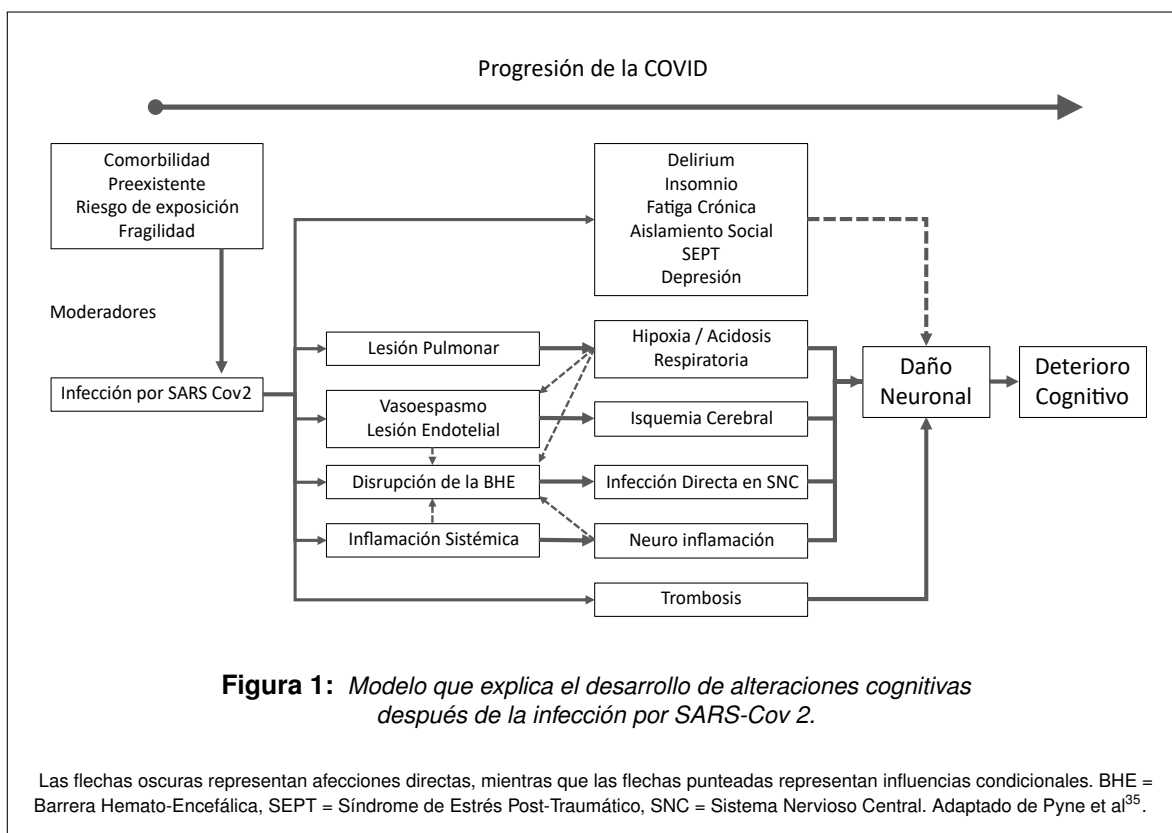 Progresión de la COVID
Comorbilidad
Preexistente
Riesgo de exposición
Fragilidad
Delirium
Insomnio
Fatiga Crónica
Aislamiento Social
SEPT
Depresión
Moderadores
Infección por SARS Cov2
Lesión Pulmonar
Hipoxia / Acidosis
Respiratoria
Vasoespasmo
Lesión Endotelial
Isquemia Cerebral
Disrupción de la BHE
Infección Directa en SNC
Inflamación Sistémica
Neuro inflamación
Trombosis
Daño
Neuronal
Deterioro
Cognitivo
Figura 1: Modelo que explica el desarrollo de alteraciones cognitivas
después de la infección por SARS-Cov 2.
Las flechas oscuras representan afecciones directas, mientras que las flechas punteadas representan influencias condicionales. BHE =
Barrera Hemato-Encefálica, SEPT = Síndrome de Estrés Post-Traumático, SNC = Sistema Nervioso Central. Adaptado de Pyne et al35.